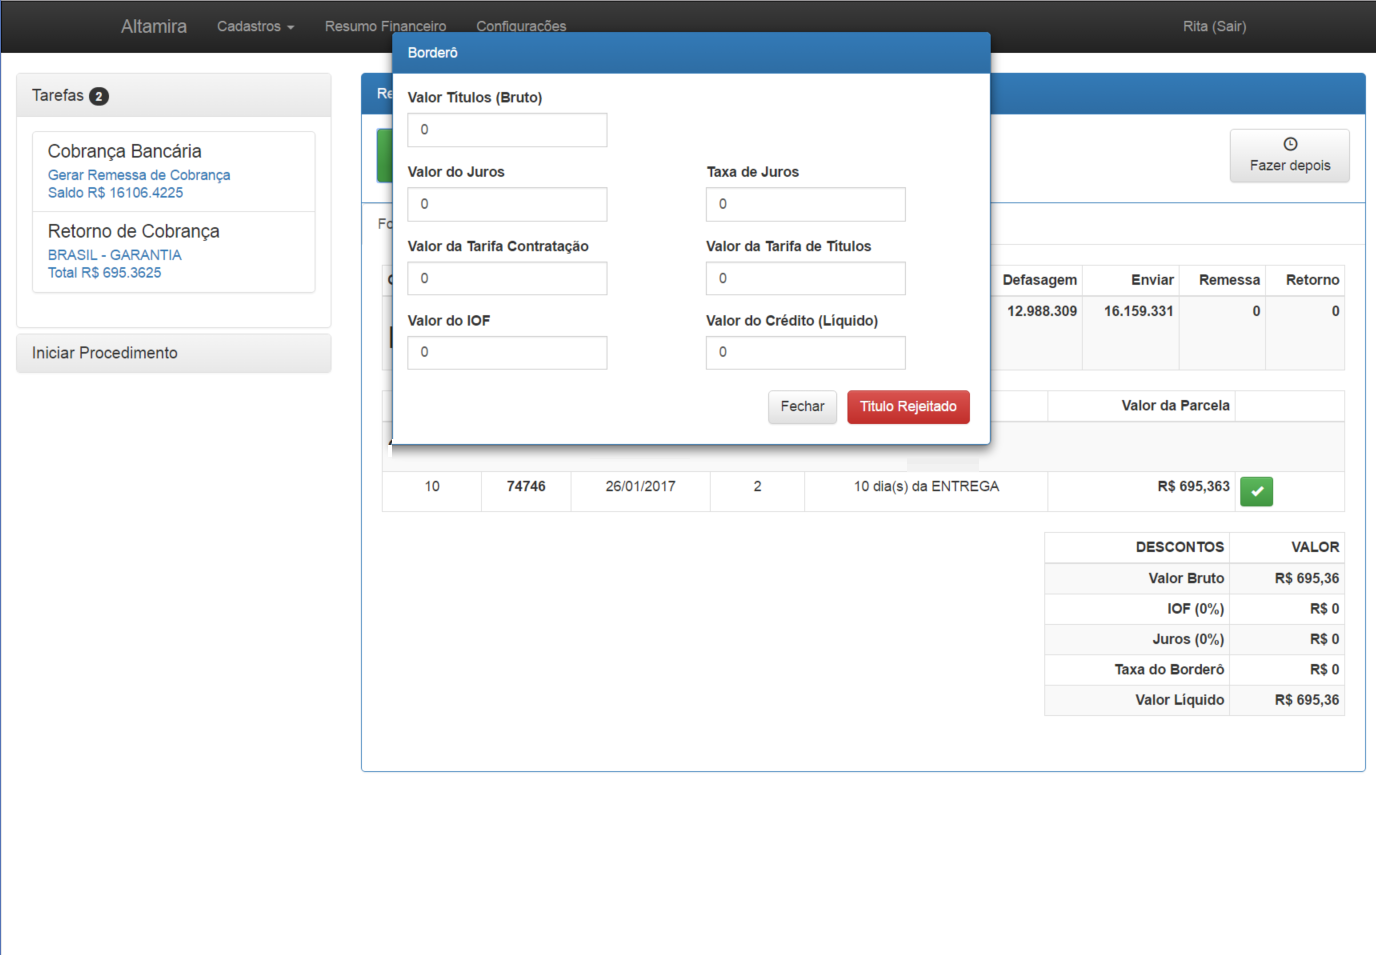 Altamira Cadastros Resumo Financeiro Configurações Rita (Sair)
Tarefas 2
Cobrança Bancária
Gerar Remessa de Cobrança
Saldo R$ 16106.4225
Retorno de Cobrança
BRASIL - GARANTIA
Total R$ 695.3625
Iniciar Procedimento
Borderô
Valor Títulos (Bruto)
0
Valor do Juros Taxa de Juros
0 0
Valor da Tarifa Contratação Valor da Tarifa de Títulos
0 0
Valor do IOF Valor do Crédito (Líquido)
0 0
Fechar Titulo Rejeitado
Re
Fazer depois
Fo
Defasagem Enviar Remessa Retorno
12.988.309 16.159.331 0 0
Valor da Parcela
10 74746 26/01/2017 2 10 dia(s) da ENTREGA R$ 695,363
DESCONTOS VALOR
Valor Bruto R$ 695,36
IOF (0%) R$ 0
Juros (0%) R$ 0
Taxa do Borderô R$ 0
Valor Líquido R$ 695,36